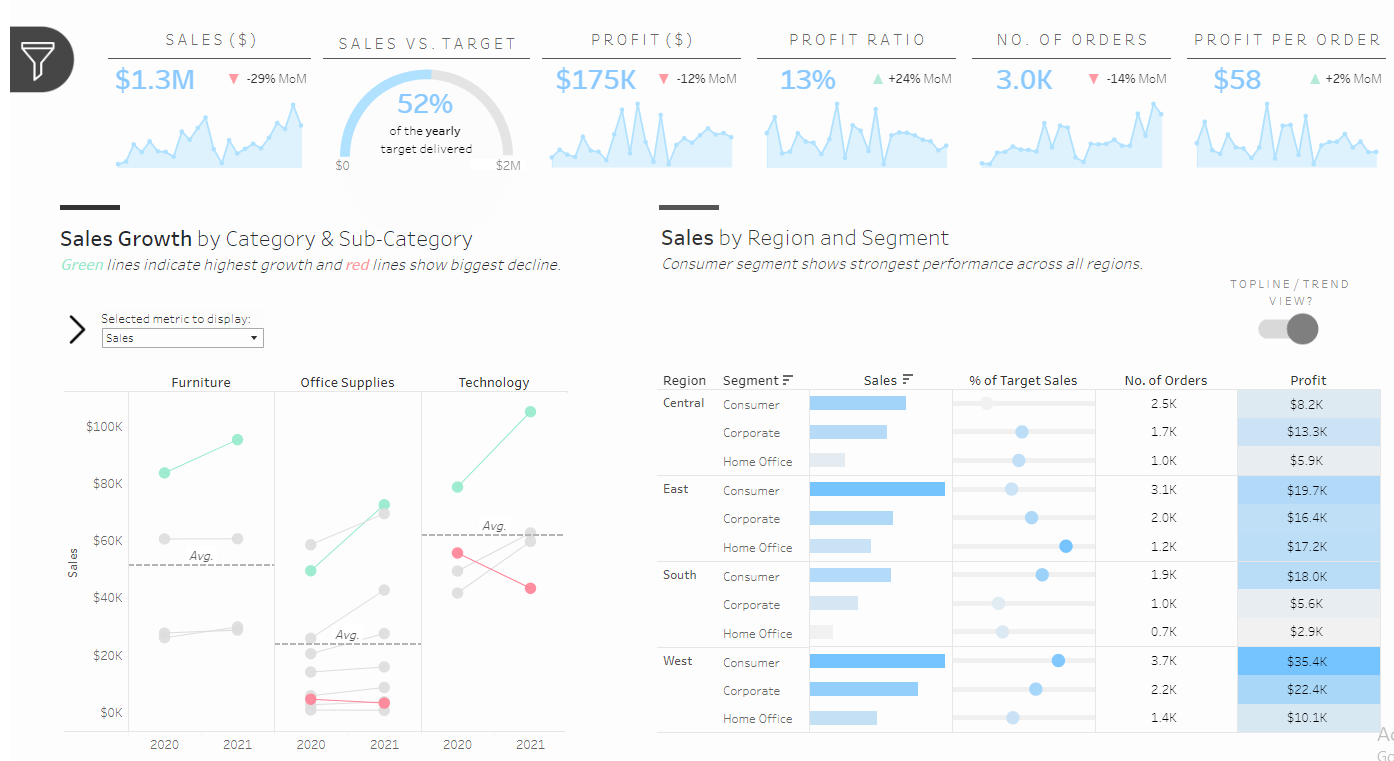 SALES ($)
SALES VS. TARGET
PROFIT ($)
PROFIT RATIO
NO. OF ORDERS
PROFIT PER ORDER
$1.3M ▼ -29% MoM
52%
of the yearly
target delivered
$0 $2M
$175K ▼ -12% MoM
13% ▲ +24% MoM
3.0K ▼ -14% MoM
$58 ▲ +2% MoM
Sales Growth by Category & Sub-Category
Green lines indicate highest growth and red lines show biggest decline.
Selected metric to display:
Sales
Furniture Office Supplies Technology
$100K
$80K
$60K
$40K
$20K
$0K
Sales
Avg.
Avg.
Avg.
2020 2021 2020 2021 2020 2021
Sales by Region and Segment
Consumer segment shows strongest performance across all regions.
TOPLINE/TREND
VIEW?
Region Segment Sales % of Target Sales No. of Orders Profit
Central Consumer 2.5K $8.2K
Corporate 1.7K $13.3K
Home Office 1.0K $5.9K
East Consumer 3.1K $19.7K
Corporate 2.0K $16.4K
Home Office 1.2K $17.2K
South Consumer 1.9K $18.0K
Corporate 1.0K $5.6K
Home Office 0.7K $2.9K
West Consumer 3.7K $35.4K
Corporate 2.2K $22.4K
Home Office 1.4K $10.1K